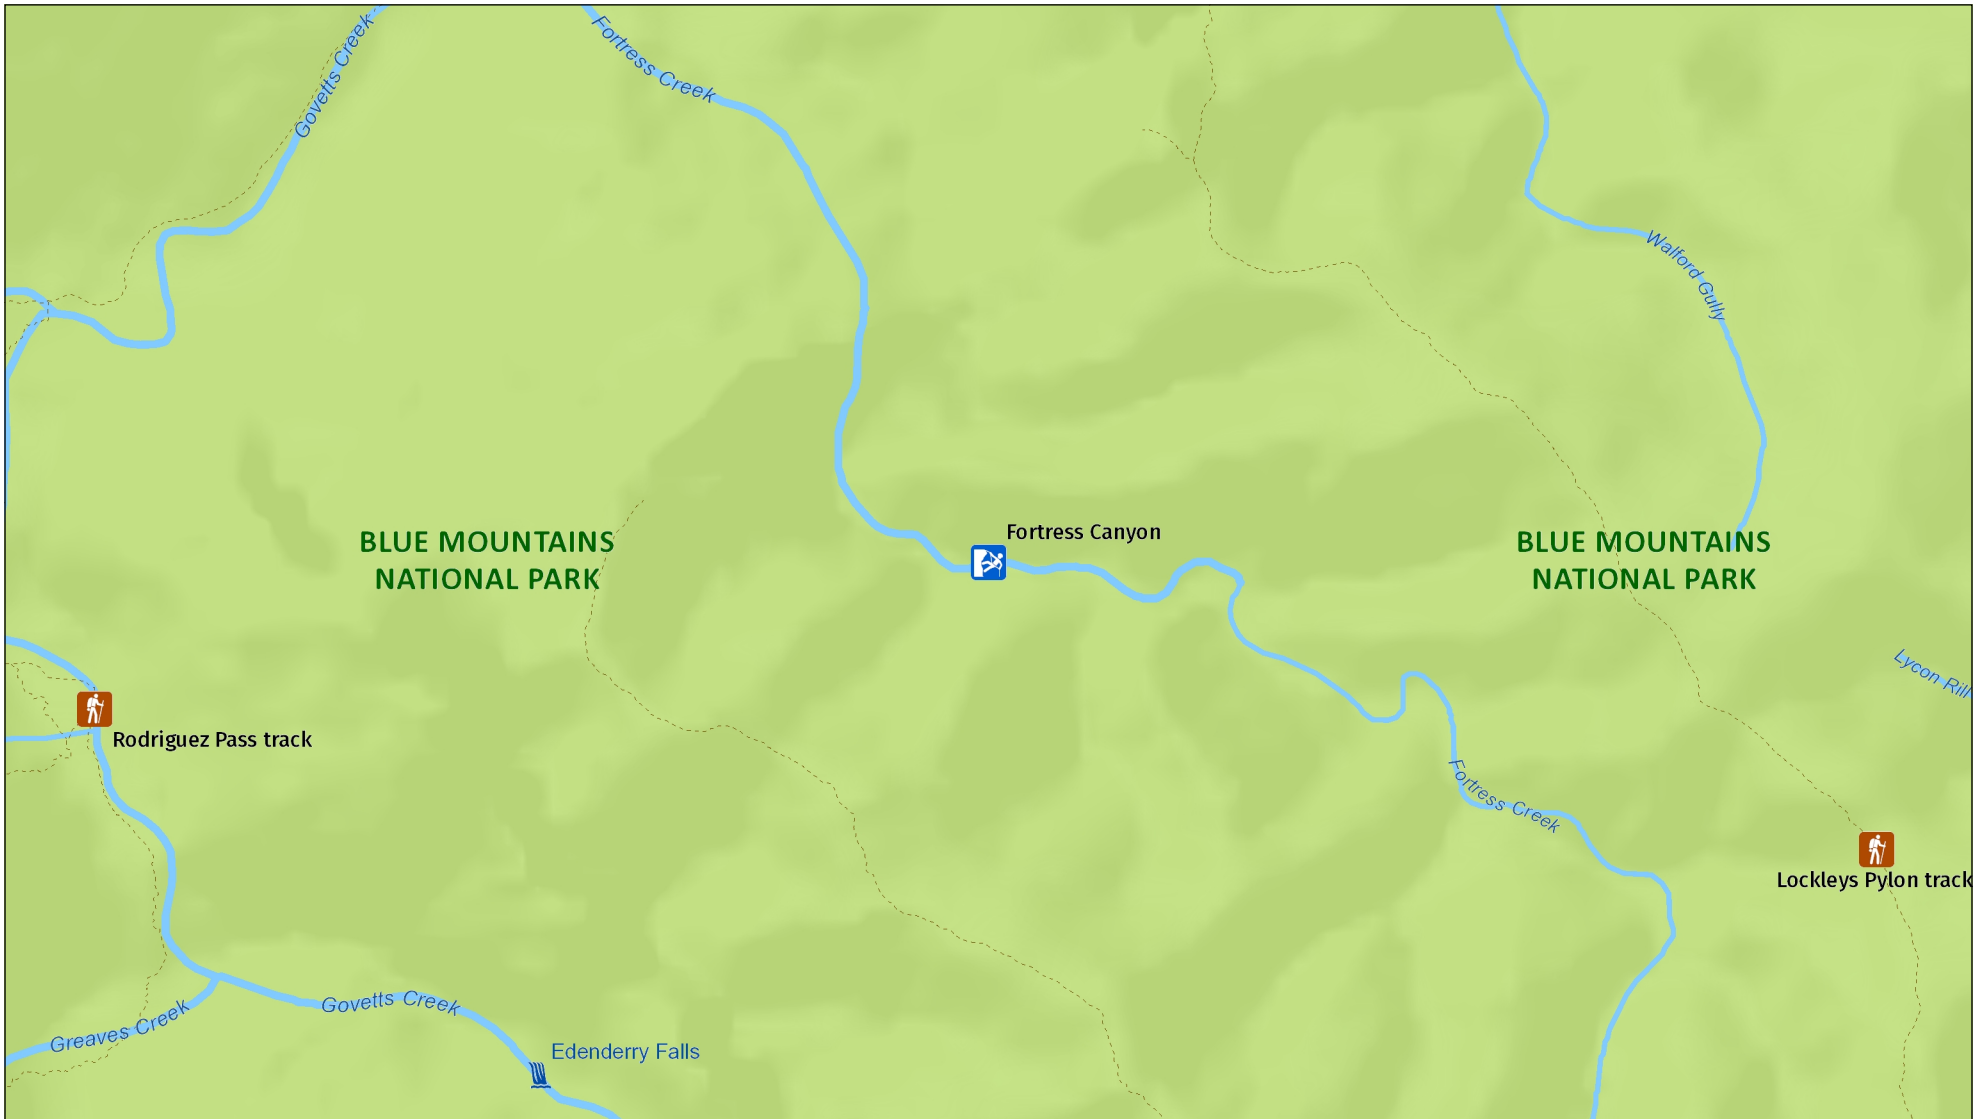 Govetts Creek
Fortress Creek
Walford Gully
Fortress Canyon
BLUE MOUNTAINS
NATIONAL PARK
BLUE MOUNTAINS
NATIONAL PARK
Lycon Rill
Rodriguez Pass track
Fortress Creek
Lockleys Pylon track
Govetts Creek
Greaves Creek
Edenderry Falls